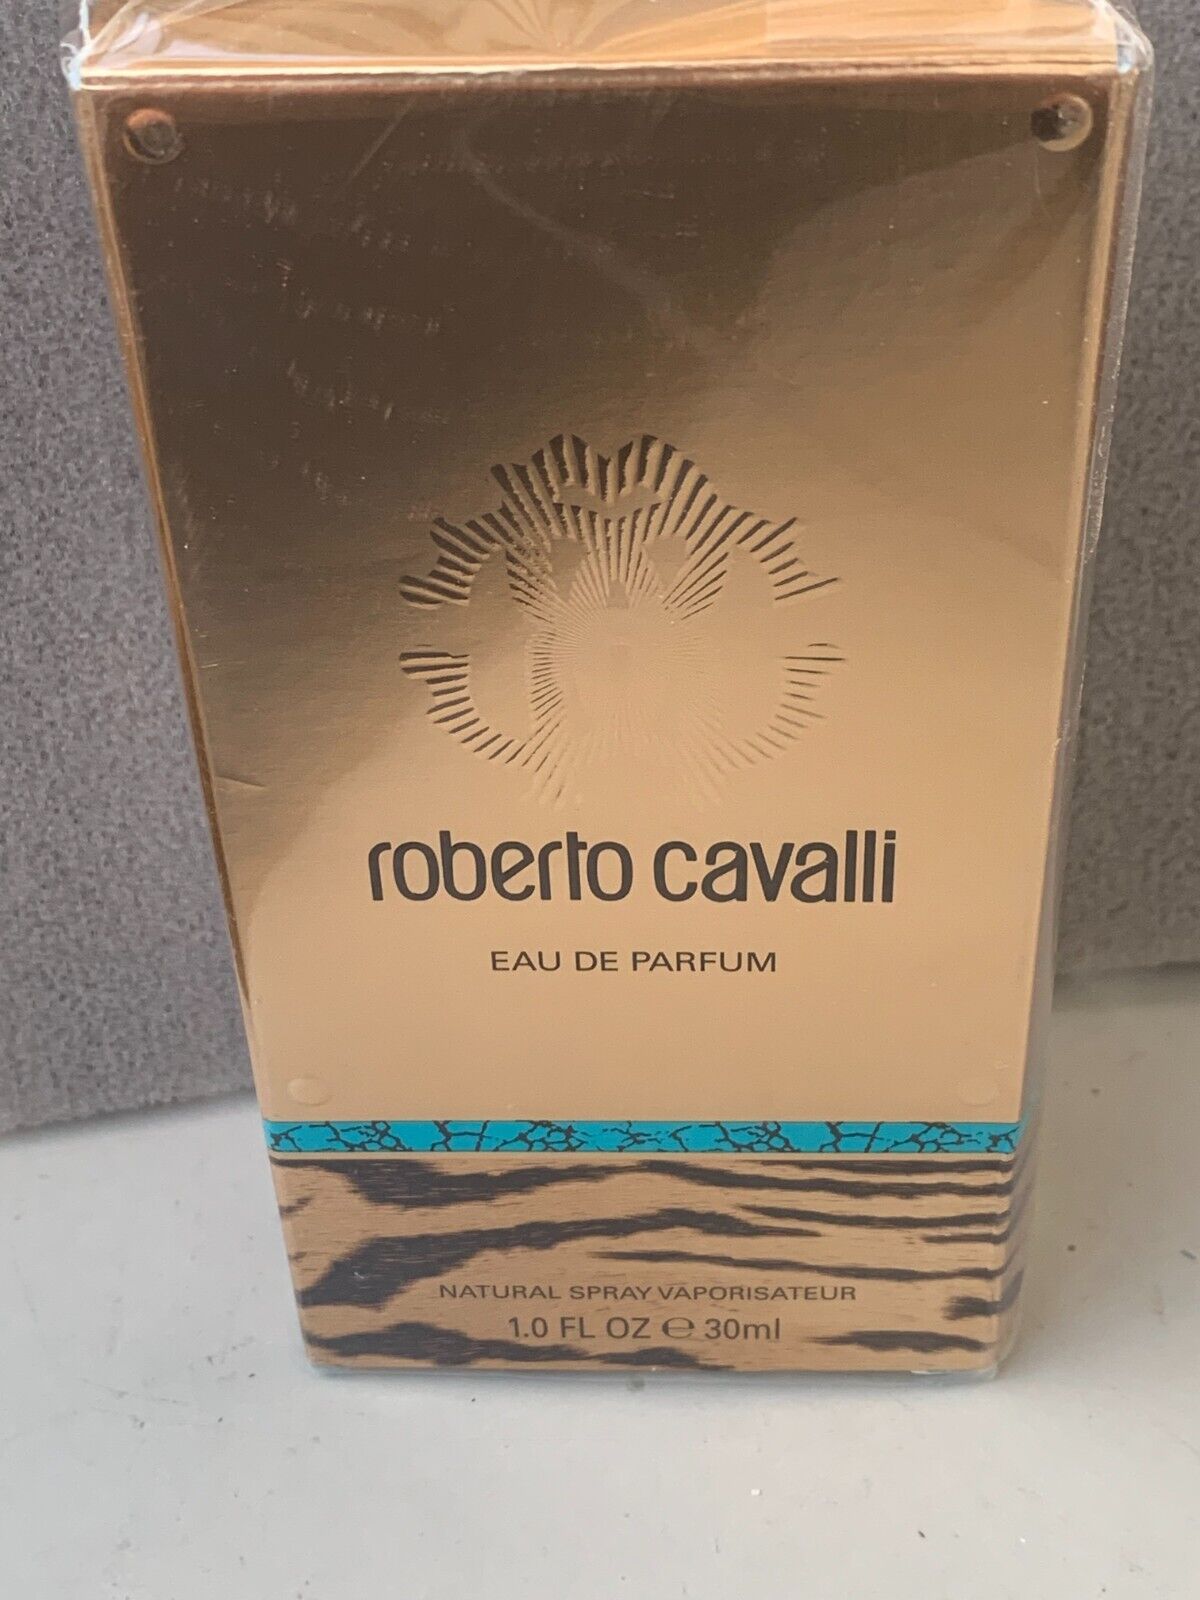 roberto cavalli
EAU DE PARFUM
NATURAL SPRAY VAPORISATEUR
1.0 FL OZ ℮ 30ml